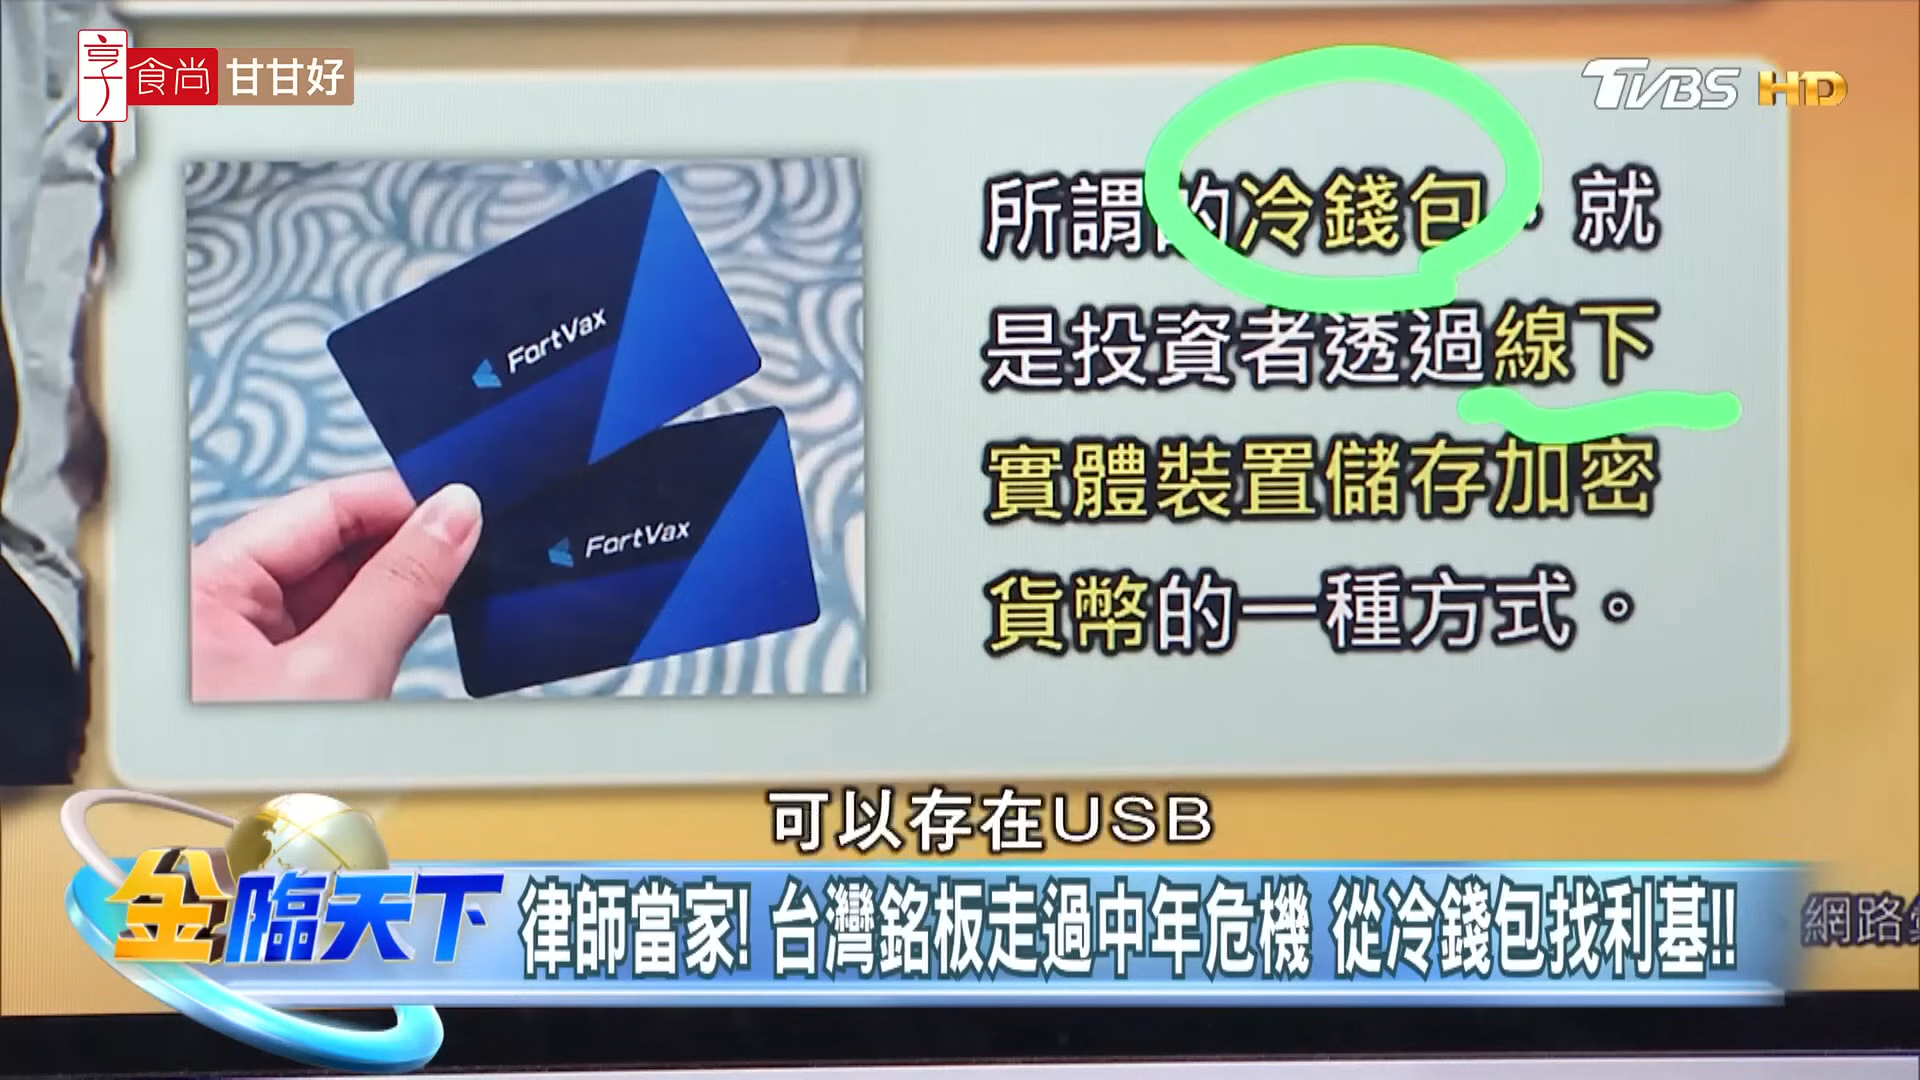 享食尚 甘甘好
TVBS HD
所謂的冷錢包，就
是投資者透過線下
實體裝置儲存加密
貨幣的一種方式。
FortVax
FortVax
可以存在USB
金臨天下
律師當家! 台灣銘板走過中年危機 從冷錢包找利基!!
網路